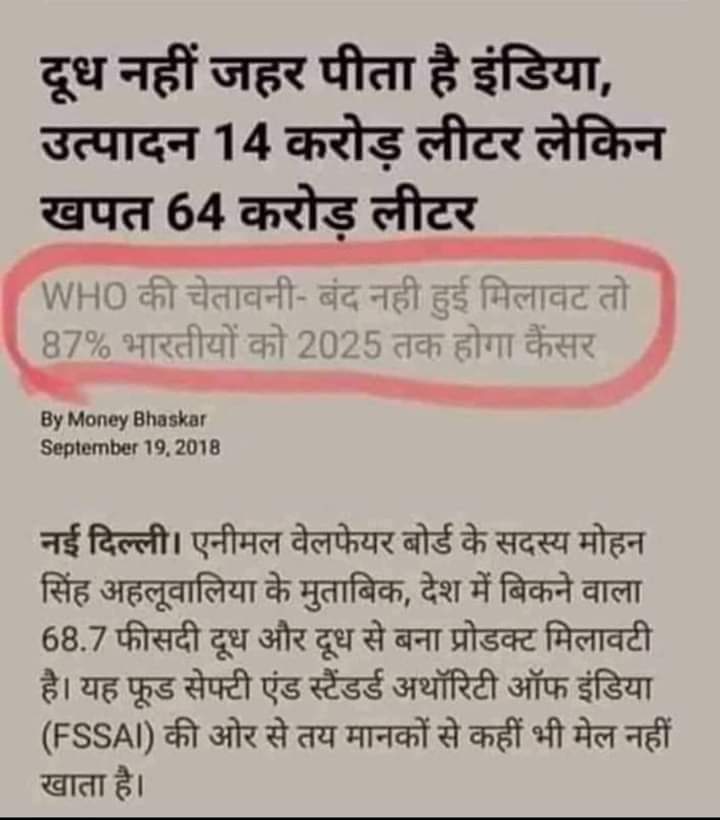 दूध नहीं जहर पीता है इंडिया,
उत्पादन 14 करोड़ लीटर लेकिन
खपत 64 करोड़ लीटर
WHO की चेतावनी- बंद नही हुई मिलावट तो
87% भारतीयों को 2025 तक होगा कैंसर
By Money Bhaskar
September 19, 2018
नई दिल्ली। एनीमल वेलफेयर बोर्ड के सदस्य मोहन
सिंह अहलूवालिया के मुताबिक, देश में बिकने वाला
68.7 फीसदी दूध और दूध से बना प्रोडक्ट मिलावटी
है। यह फूड सेफ्टी एंड स्टैंडर्ड अथॉरिटी ऑफ इंडिया
(FSSAI) की ओर से तय मानकों से कहीं भी मेल नहीं
खाता है।